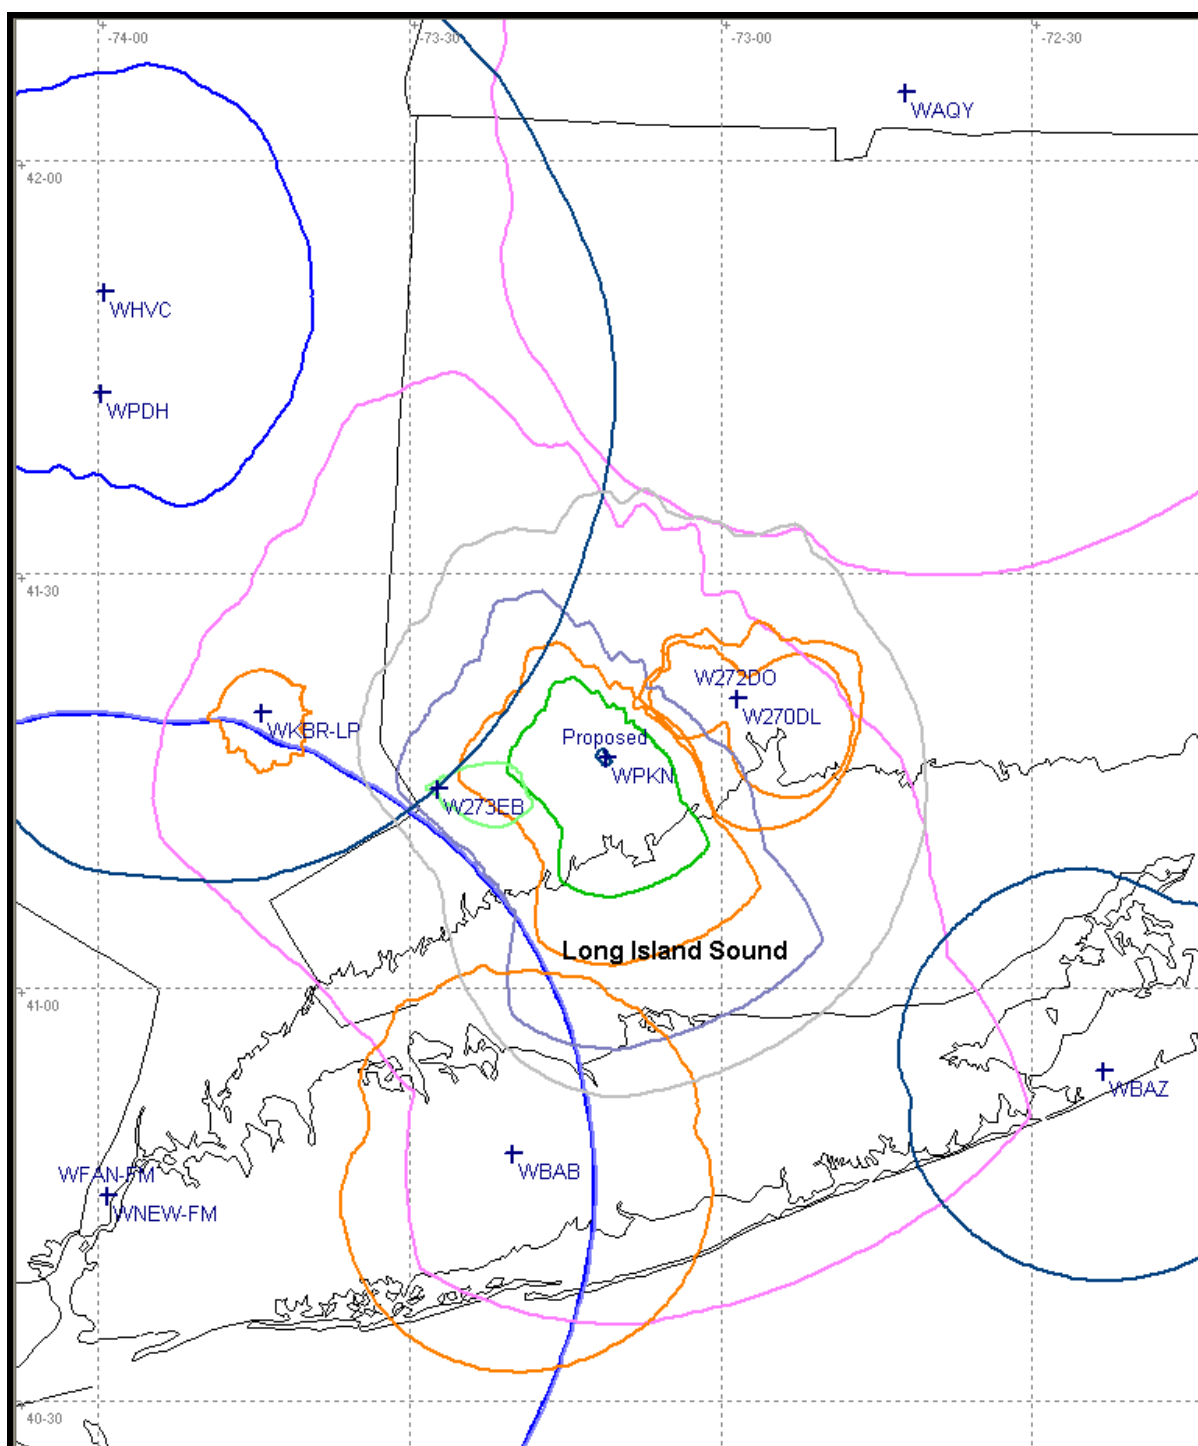 -74-00
-73-30
-73-00
-72-30
WAQY
42-00
WHVC
WPDH
41-30
W272DO
W270DL
WKBR-LP
Proposed
WPKN
W273EB
Long Island Sound
41-00
WBAZ
WBAB
WFAN-FM
WNEW-FM
40-30